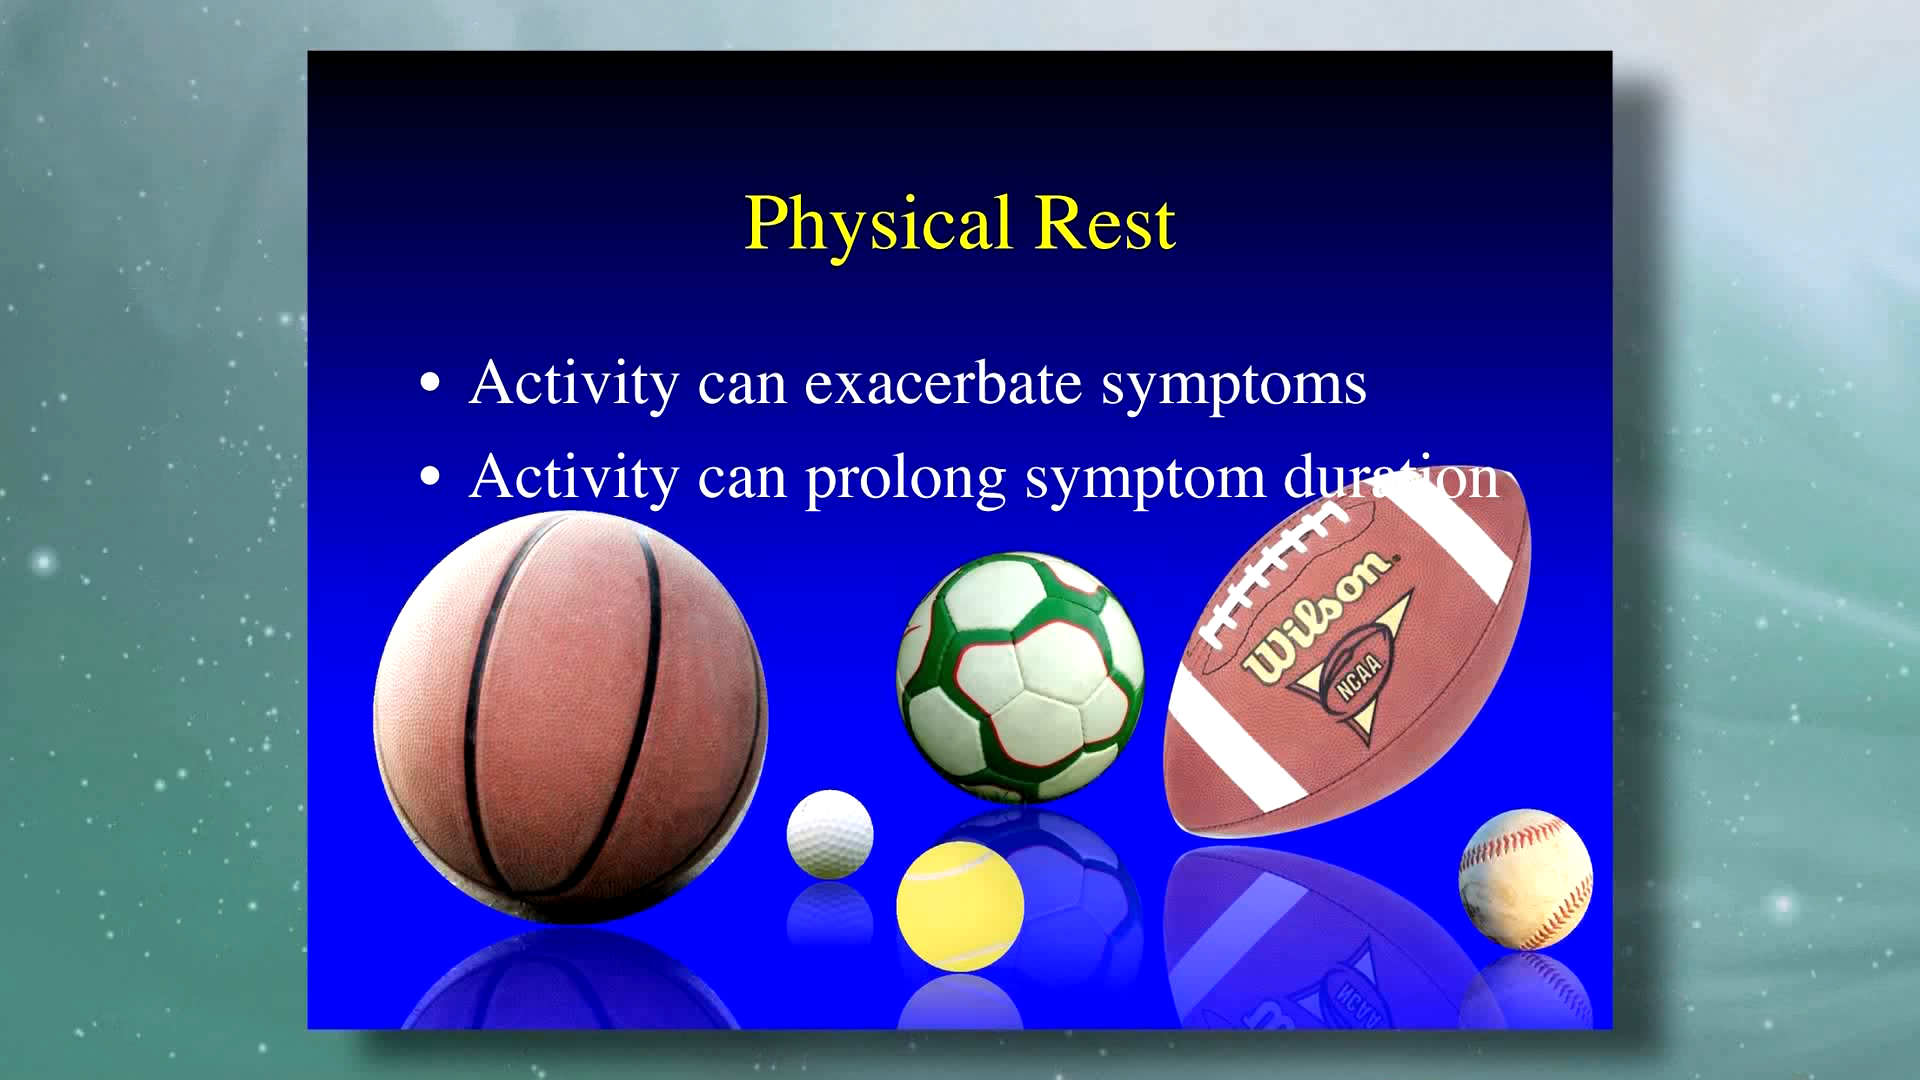 Physical Rest
• Activity can exacerbate symptoms
• Activity can prolong symptom duration
Wilson
NCAA